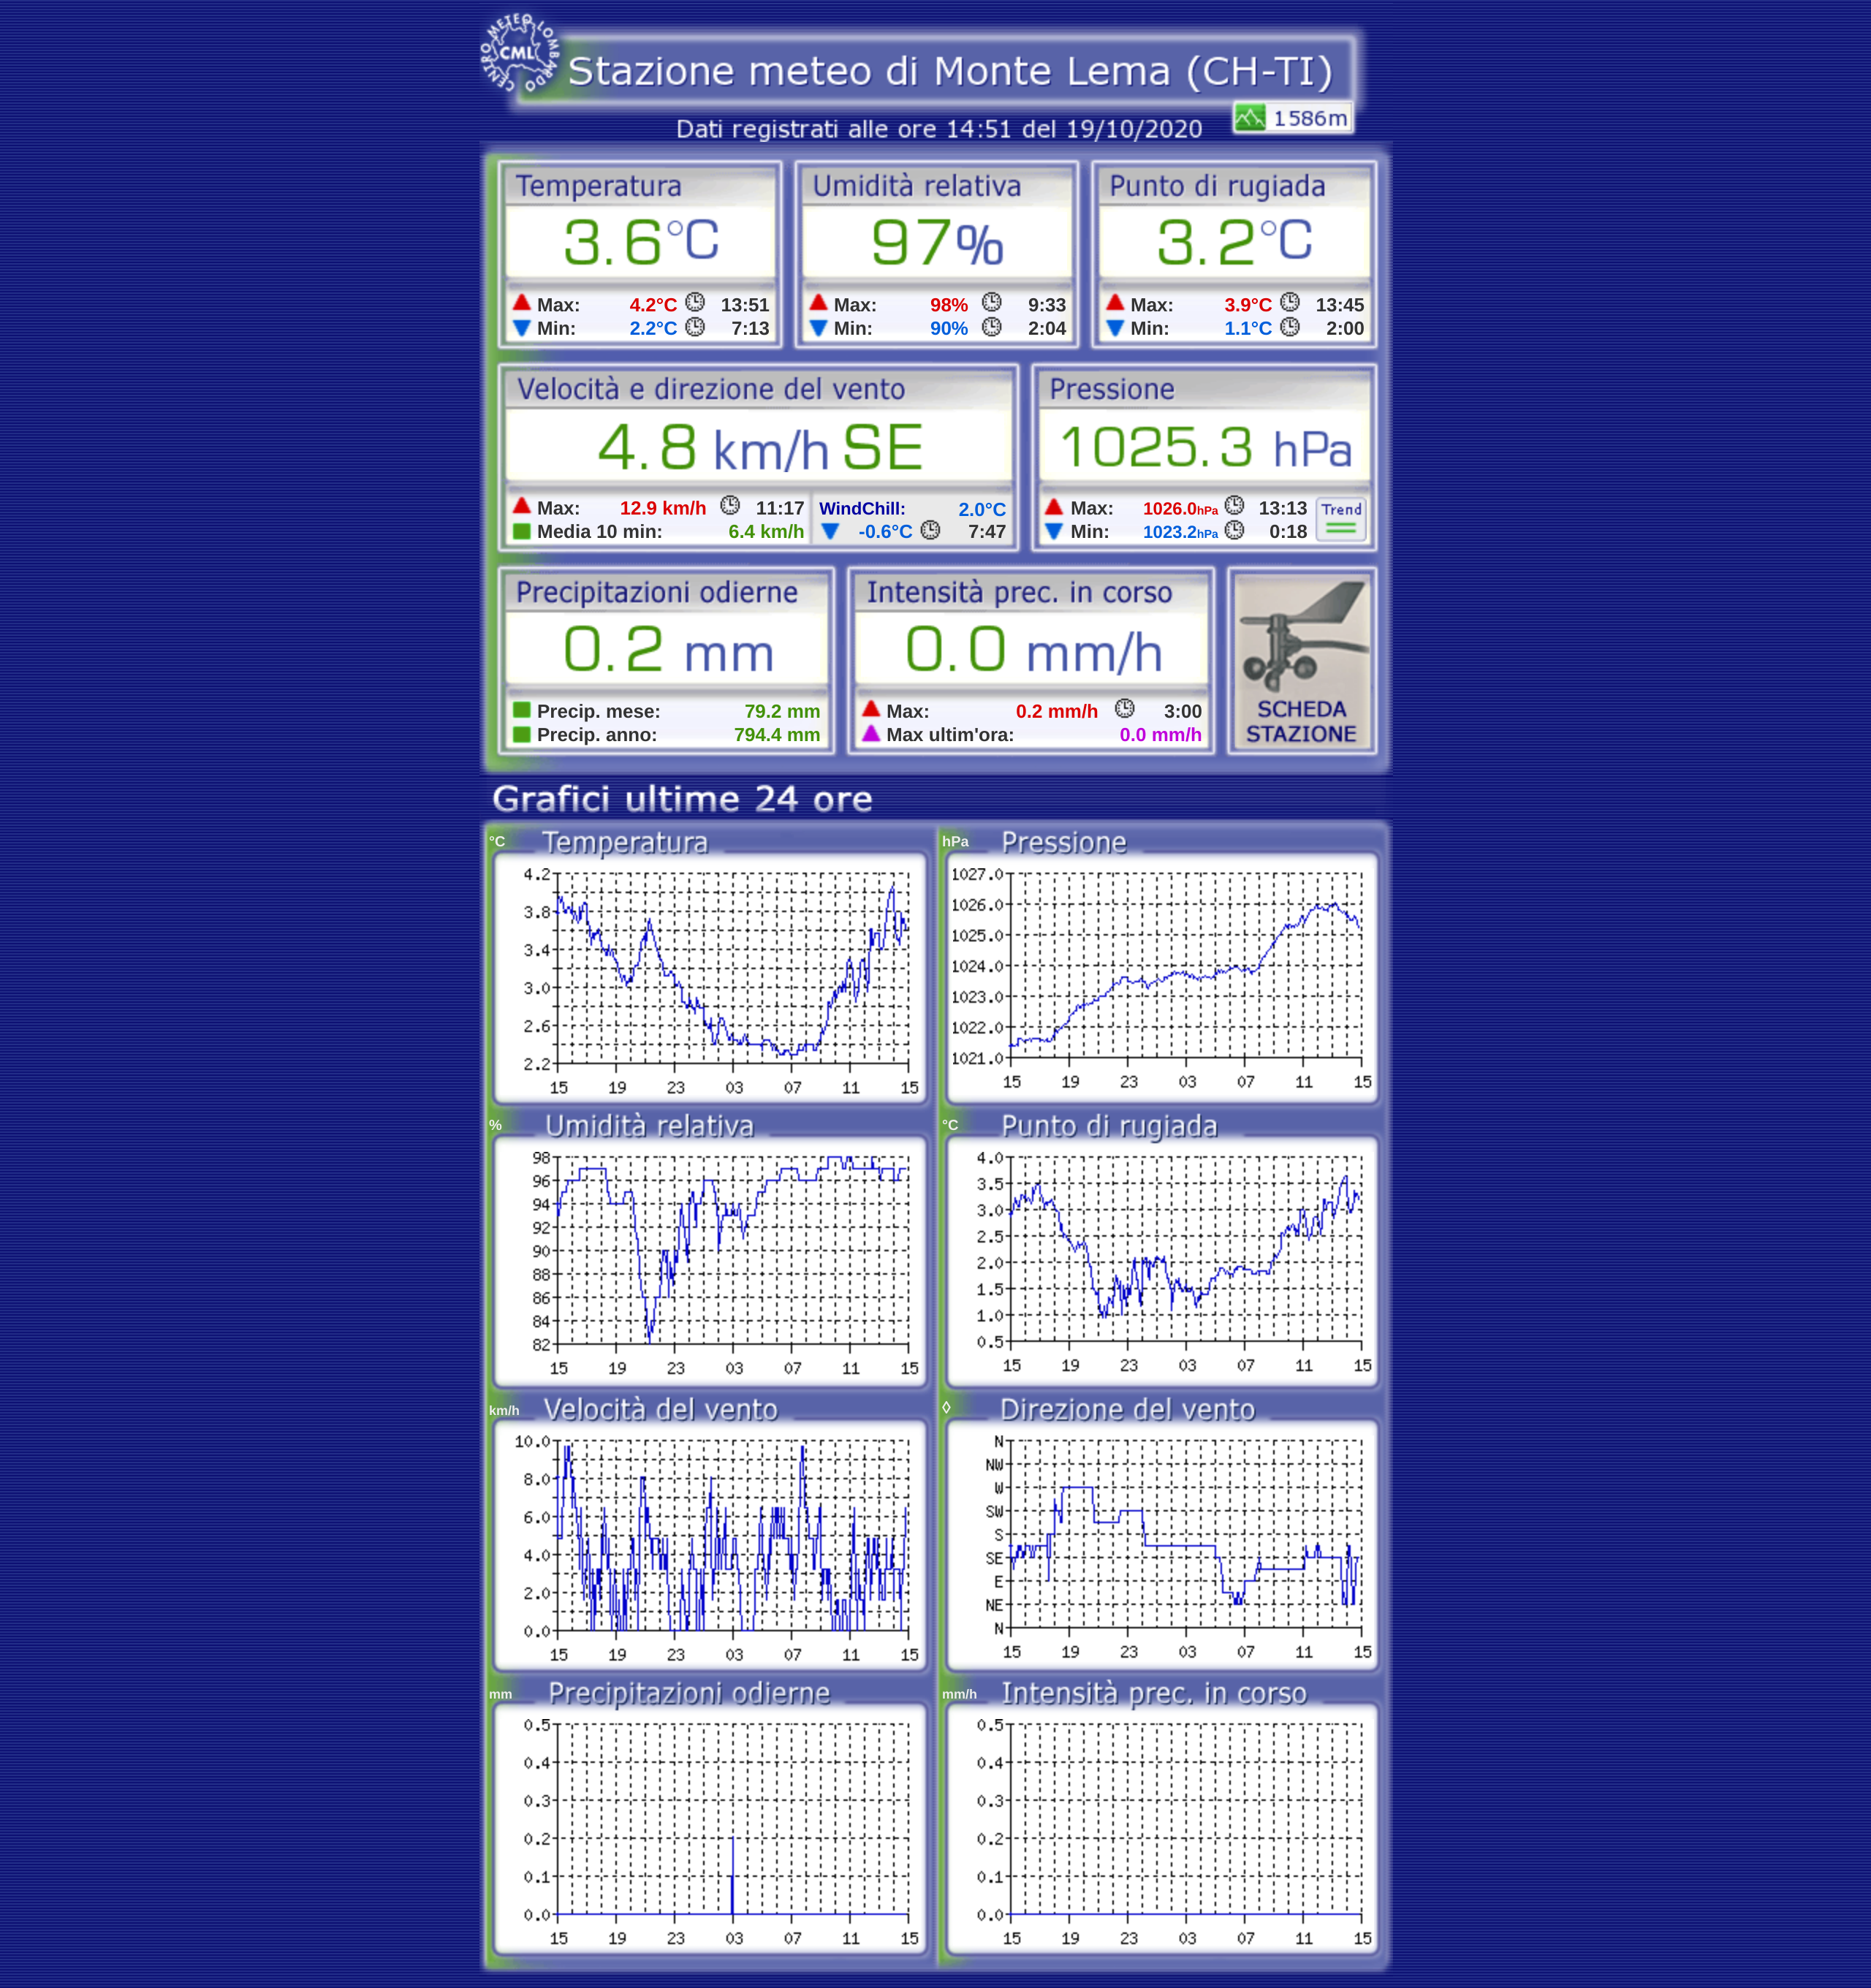 CENTRO METEO LOMBARDO
CML
Stazione meteo di Monte Lema (CH-TI)
1586m
Dati registrati alle ore 14:51 del 19/10/2020
Temperatura Umidità relativa Punto di rugiada
3.6°C 97% 3.2°C
Max: 4.2°C 13:51 Max: 98% 9:33 Max: 3.9°C 13:45
Min: 2.2°C 7:13 Min: 90% 2:04 Min: 1.1°C 2:00
Velocità e direzione del vento Pressione
4.8 km/h SE 1025.3 hPa
Max: 12.9 km/h 11:17 WindChill: 2.0°C Max: 1026.0hPa 13:13 Trend
Media 10 min: 6.4 km/h -0.6°C 7:47 Min: 1023.2hPa 0:18
Precipitazioni odierne Intensità prec. in corso
0.2 mm 0.0 mm/h
Precip. mese: 79.2 mm Max: 0.2 mm/h 3:00 SCHEDA
Precip. anno: 794.4 mm Max ultim'ora: 0.0 mm/h STAZIONE
Grafici ultime 24 ore
°C Temperatura
4.2
3.8
3.4
3.0
2.6
2.2
15 19 23 03 07 11 15
hPa Pressione
1027.0
1026.0
1025.0
1024.0
1023.0
1022.0
1021.0
15 19 23 03 07 11 15
% Umidità relativa
98
96
94
92
90
88
86
84
82
15 19 23 03 07 11 15
°C Punto di rugiada
4.0
3.5
3.0
2.5
2.0
1.5
1.0
0.5
15 19 23 03 07 11 15
km/h Velocità del vento
10.0
8.0
6.0
4.0
2.0
0.0
15 19 23 03 07 11 15
◊ Direzione del vento
N
NW
W
SW
S
SE
E
NE
N
15 19 23 03 07 11 15
mm Precipitazioni odierne
0.5
0.4
0.3
0.2
0.1
0.0
15 19 23 03 07 11 15
mm/h Intensità prec. in corso
0.5
0.4
0.3
0.2
0.1
0.0
15 19 23 03 07 11 15